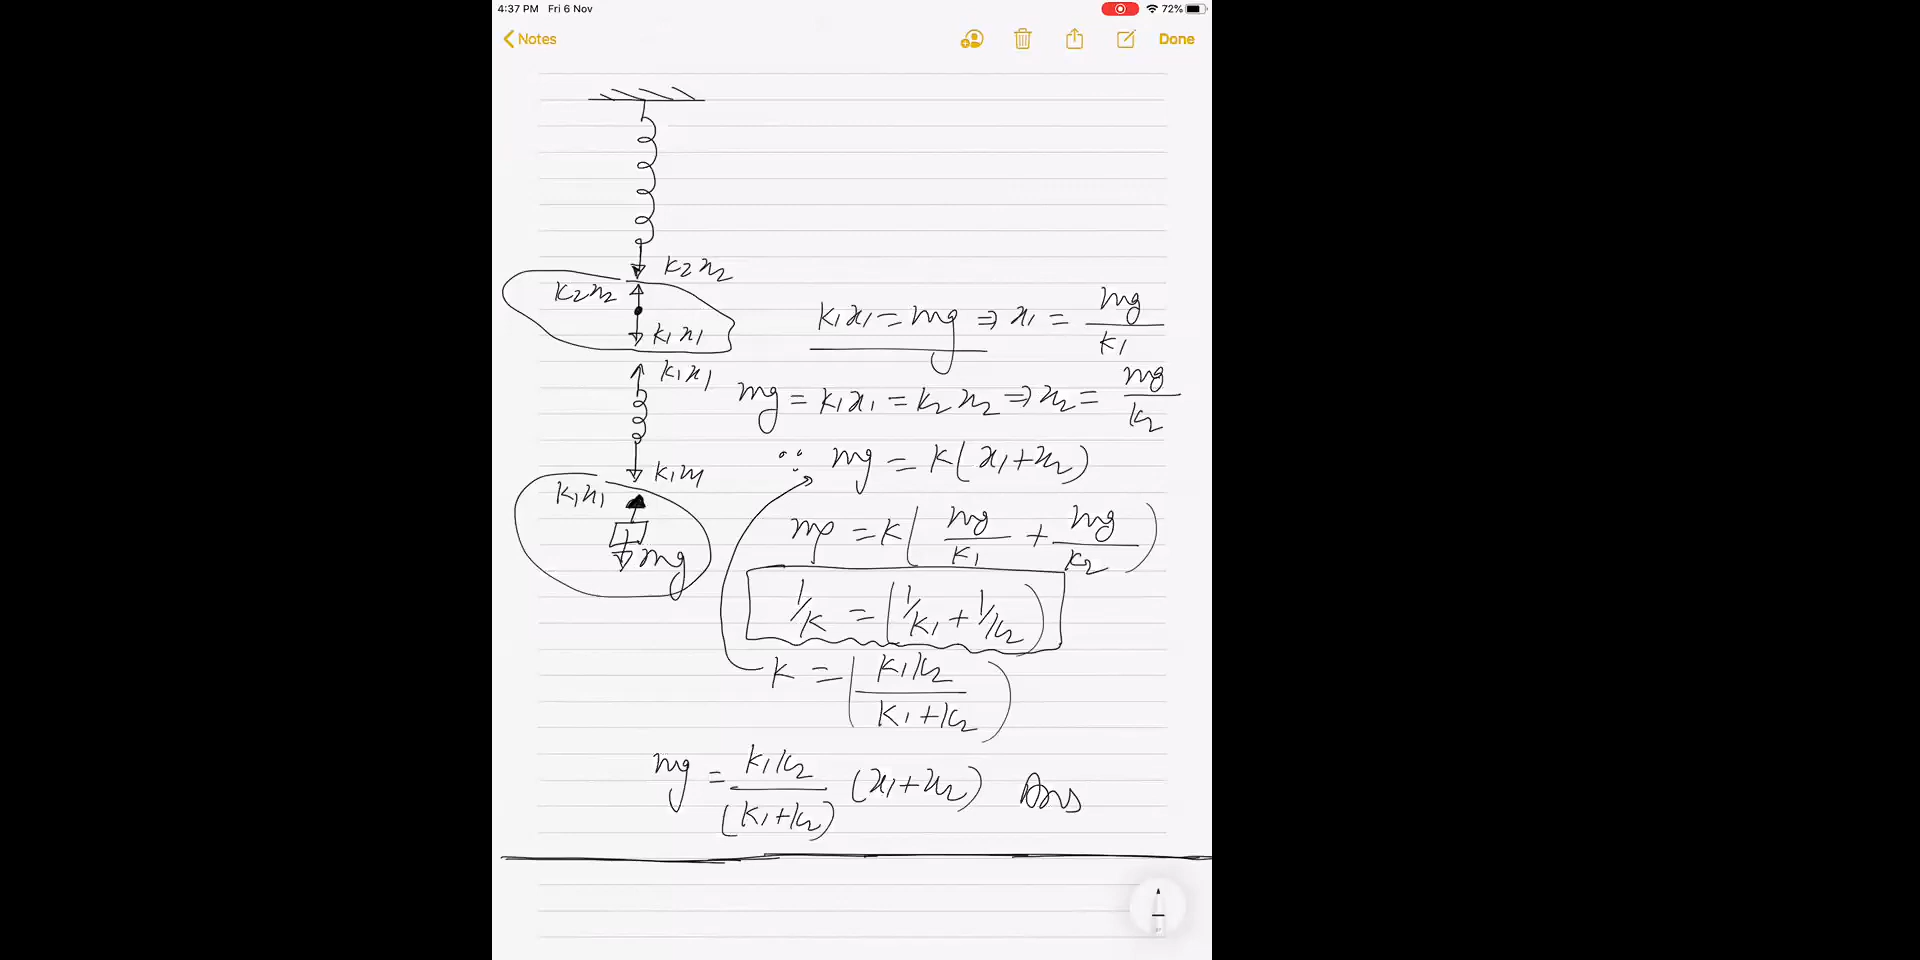 4:37 PM Fri 6 Nov
72%
Notes
Done
k2x2
k2x2
k1x1
k1x1
k1x1
k1x1
mg
k1x1 = mg ⇒ x1 = mg/k1
mg = k1x1 = k2x2 ⇒ x2 = mg/k2
∵ mg = k(x1+x2)
mg = k(mg/k1 + mg/k2)
1/k = (1/k1 + 1/k2)
k = (k1k2/k1+k2)
mg = k1k2/(k1+k2) (x1+x2) Ans